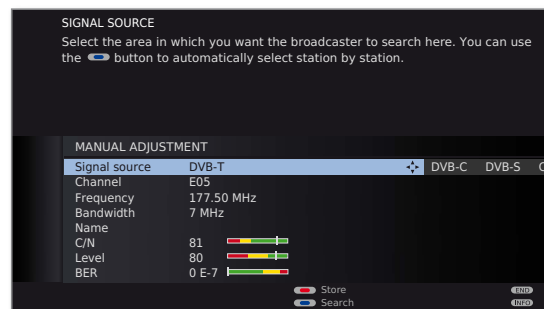 SIGNAL SOURCE
Select the area in which you want the broadcaster to search here. You can use
the button to automatically select station by station.
MANUAL ADJUSTMENT
Signal source DVB-T DVB-C DVB-S
Channel E05
Frequency 177.50 MHz
Bandwidth 7 MHz
Name
C/N 81
Level 80
BER 0 E-7
Store END
Search INFO